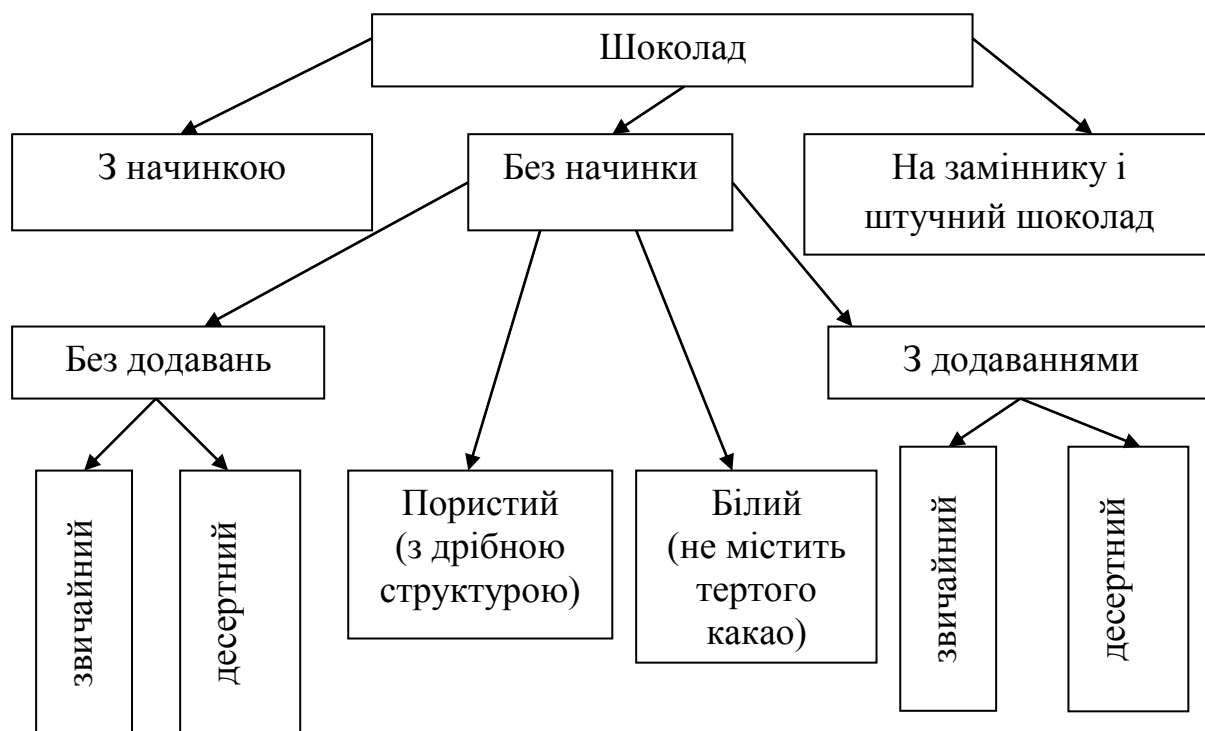 Шоколад
З начинкою
Без начинки
На заміннику і
штучний шоколад
Без додавань
З додаваннями
звичайний
десертний
Пористий
(з дрібною
структурою)
Білий
(не містить
тертого
какао)
звичайний
десертний